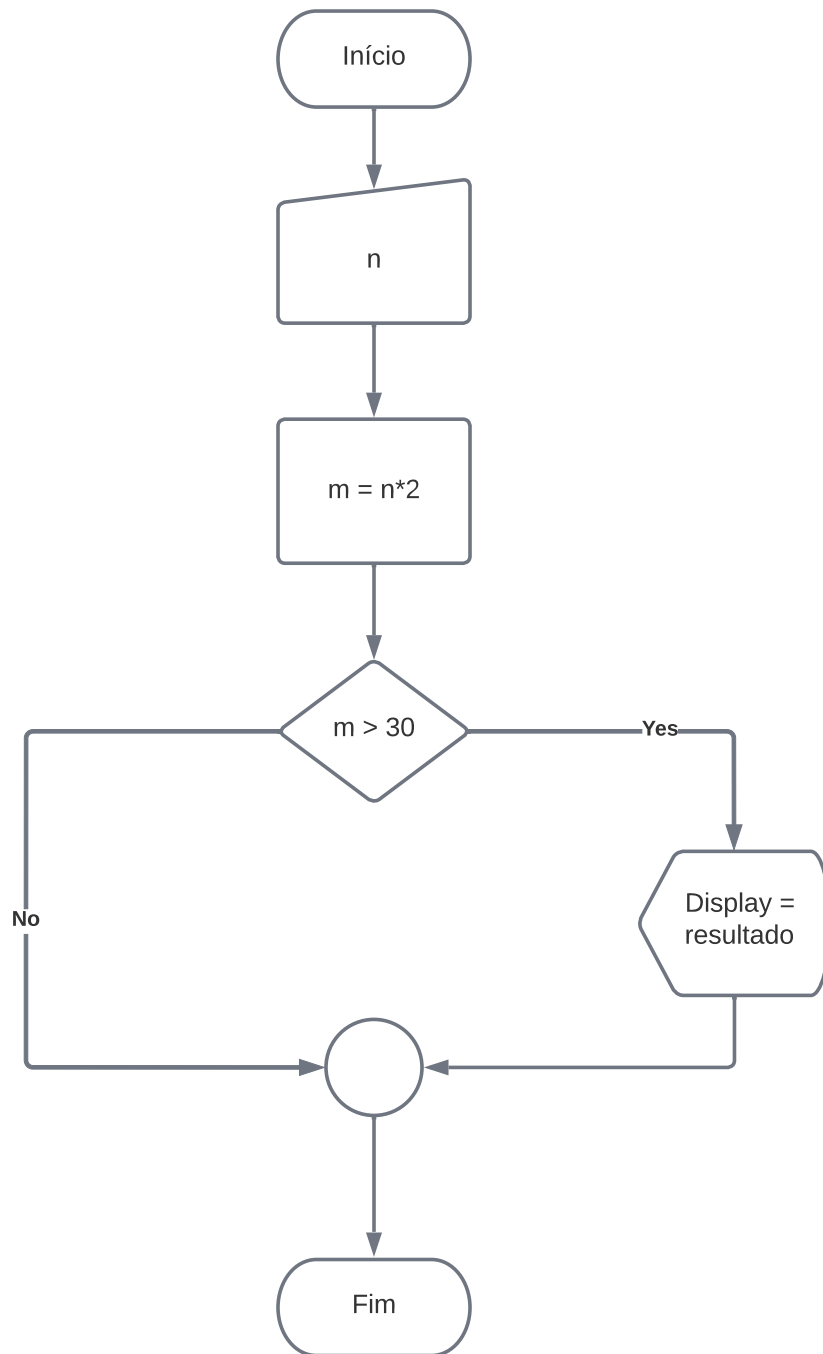 Início
n
m = n*2
m > 30
Yes
No
Display =
resultado
Fim